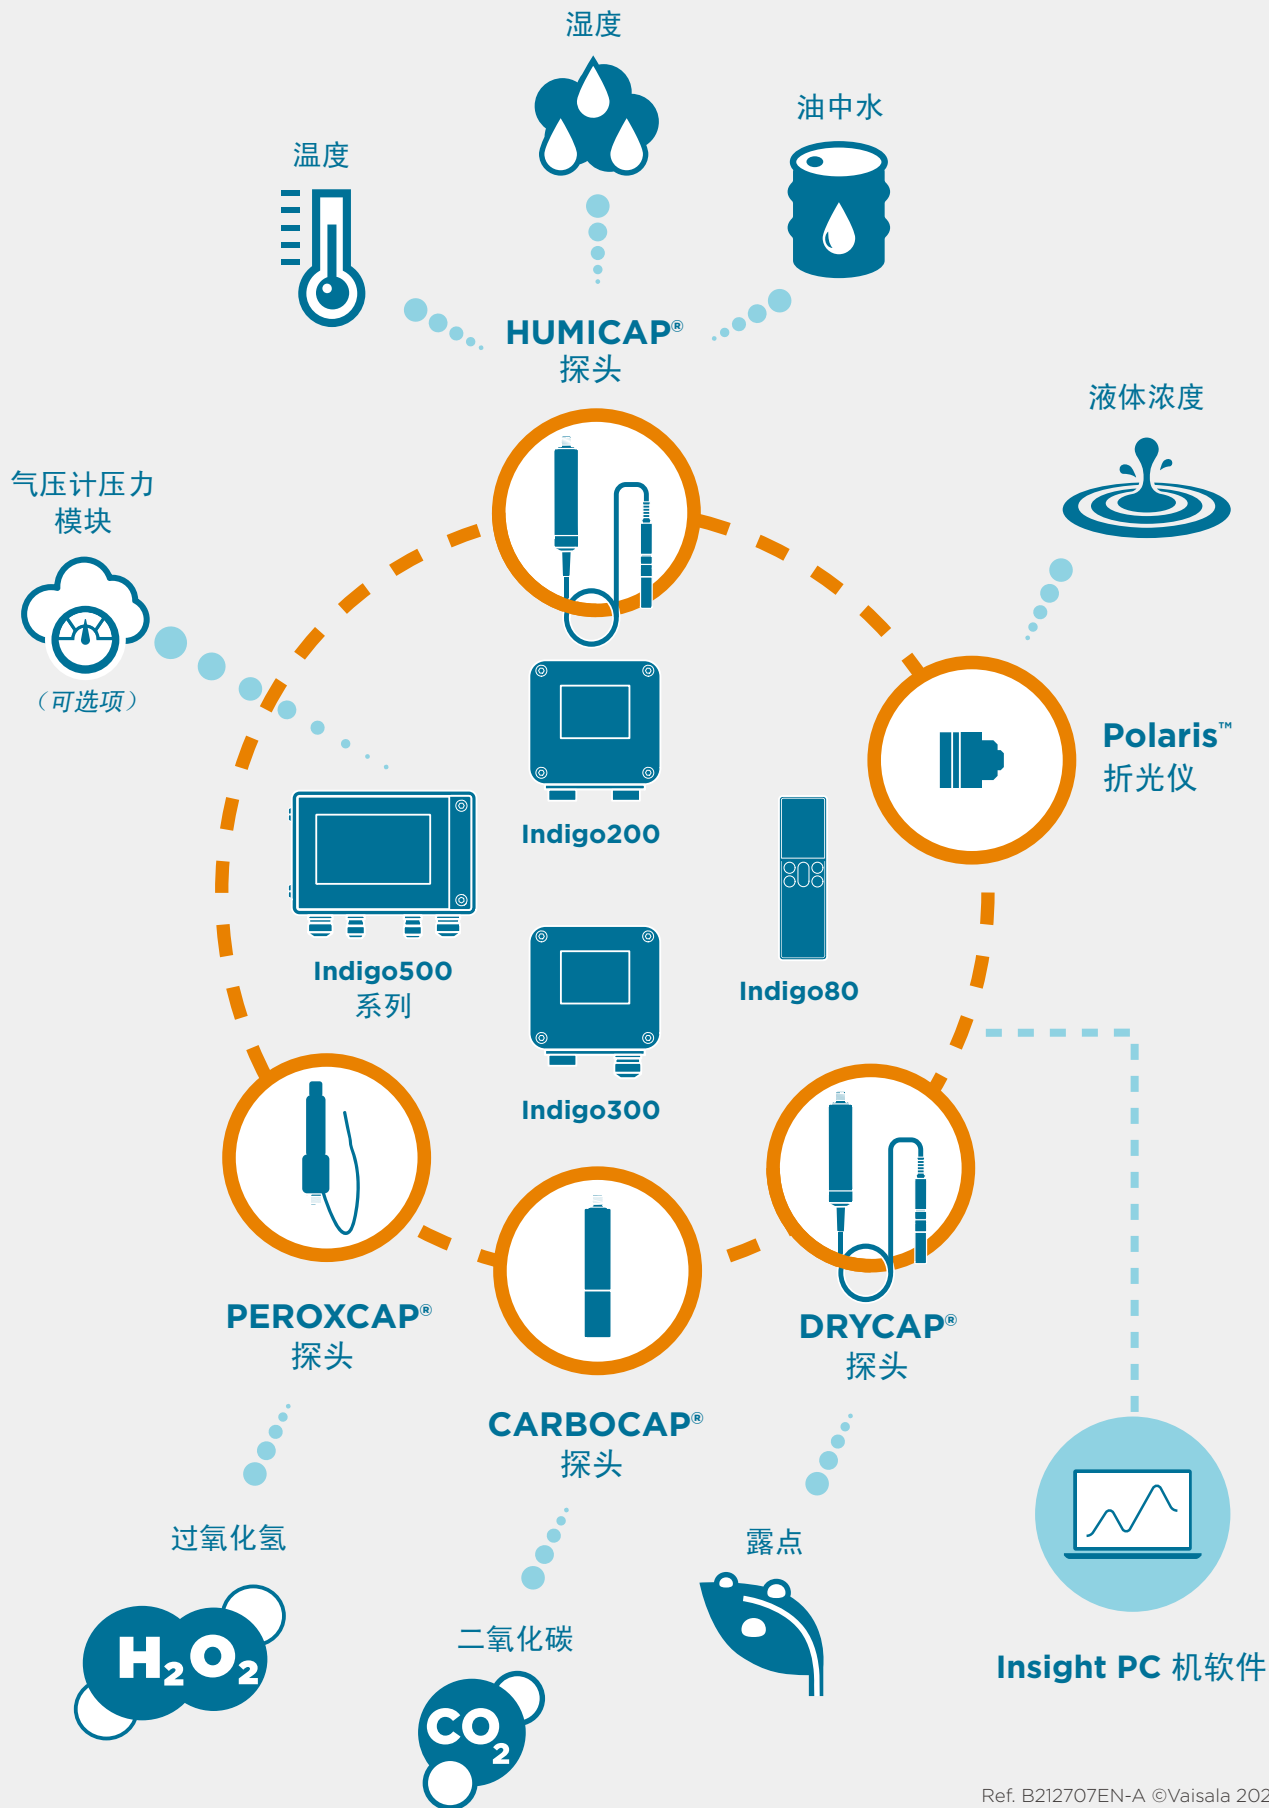 湿度
油中水
温度
HUMICAP®
探头
液体浓度
气压计压力
模块
(可选项)
Polaris™
折光仪
Indigo200
Indigo500
系列
Indigo80
Indigo300
PEROXCAP®
探头
DRYCAP®
探头
CARBOCAP®
探头
过氧化氢
露点
二氧化碳
H₂O₂
CO₂
Insight PC 机软件
Ref. B212707EN-A ©Vaisala 202